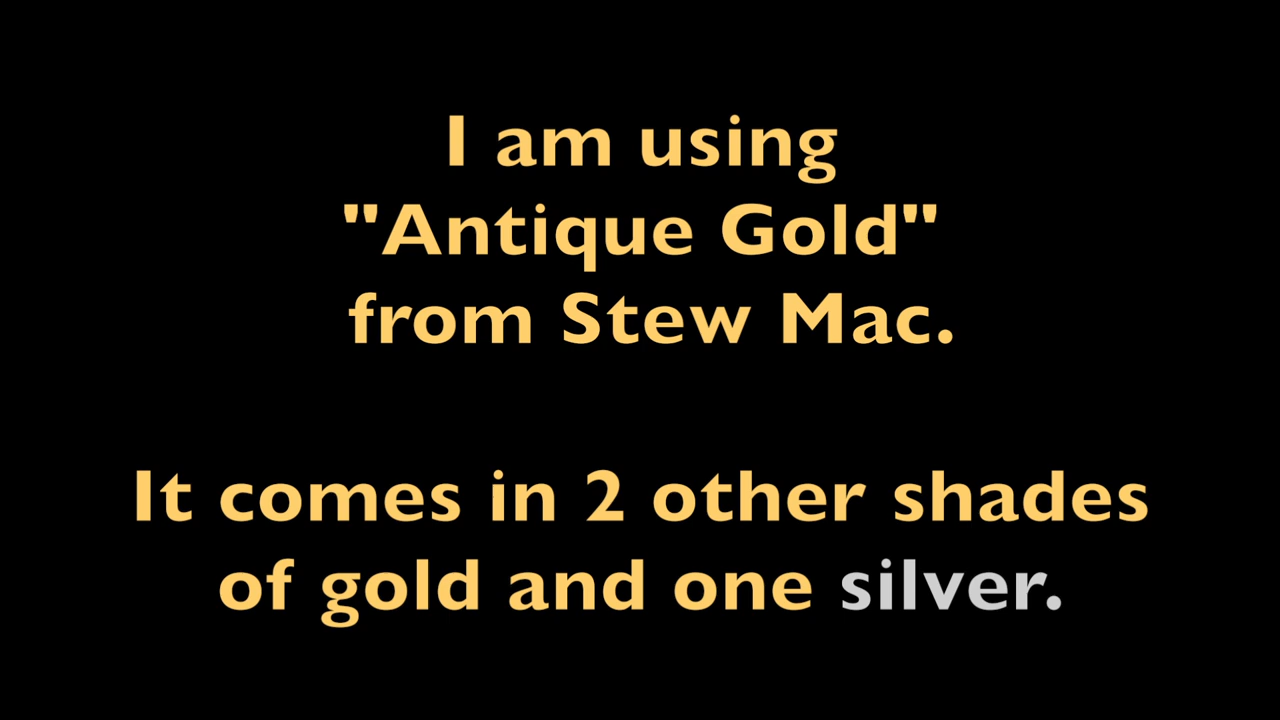 I am using
"Antique Gold"
from Stew Mac.
It comes in 2 other shades
of gold and one silver.